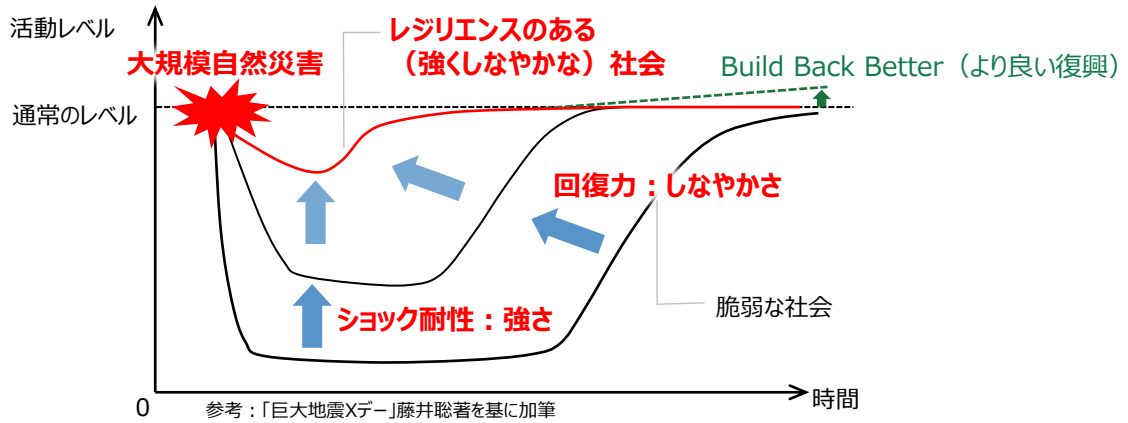 活動レベル
レジリエンスのある
（強くしなやかな）社会
大規模自然災害
Build Back Better（より良い復興）
通常のレベル
回復力：しなやかさ
ショック耐性：強さ
脆弱な社会
時間
0
参考：「巨大地震Xデー」藤井聡著を基に加筆